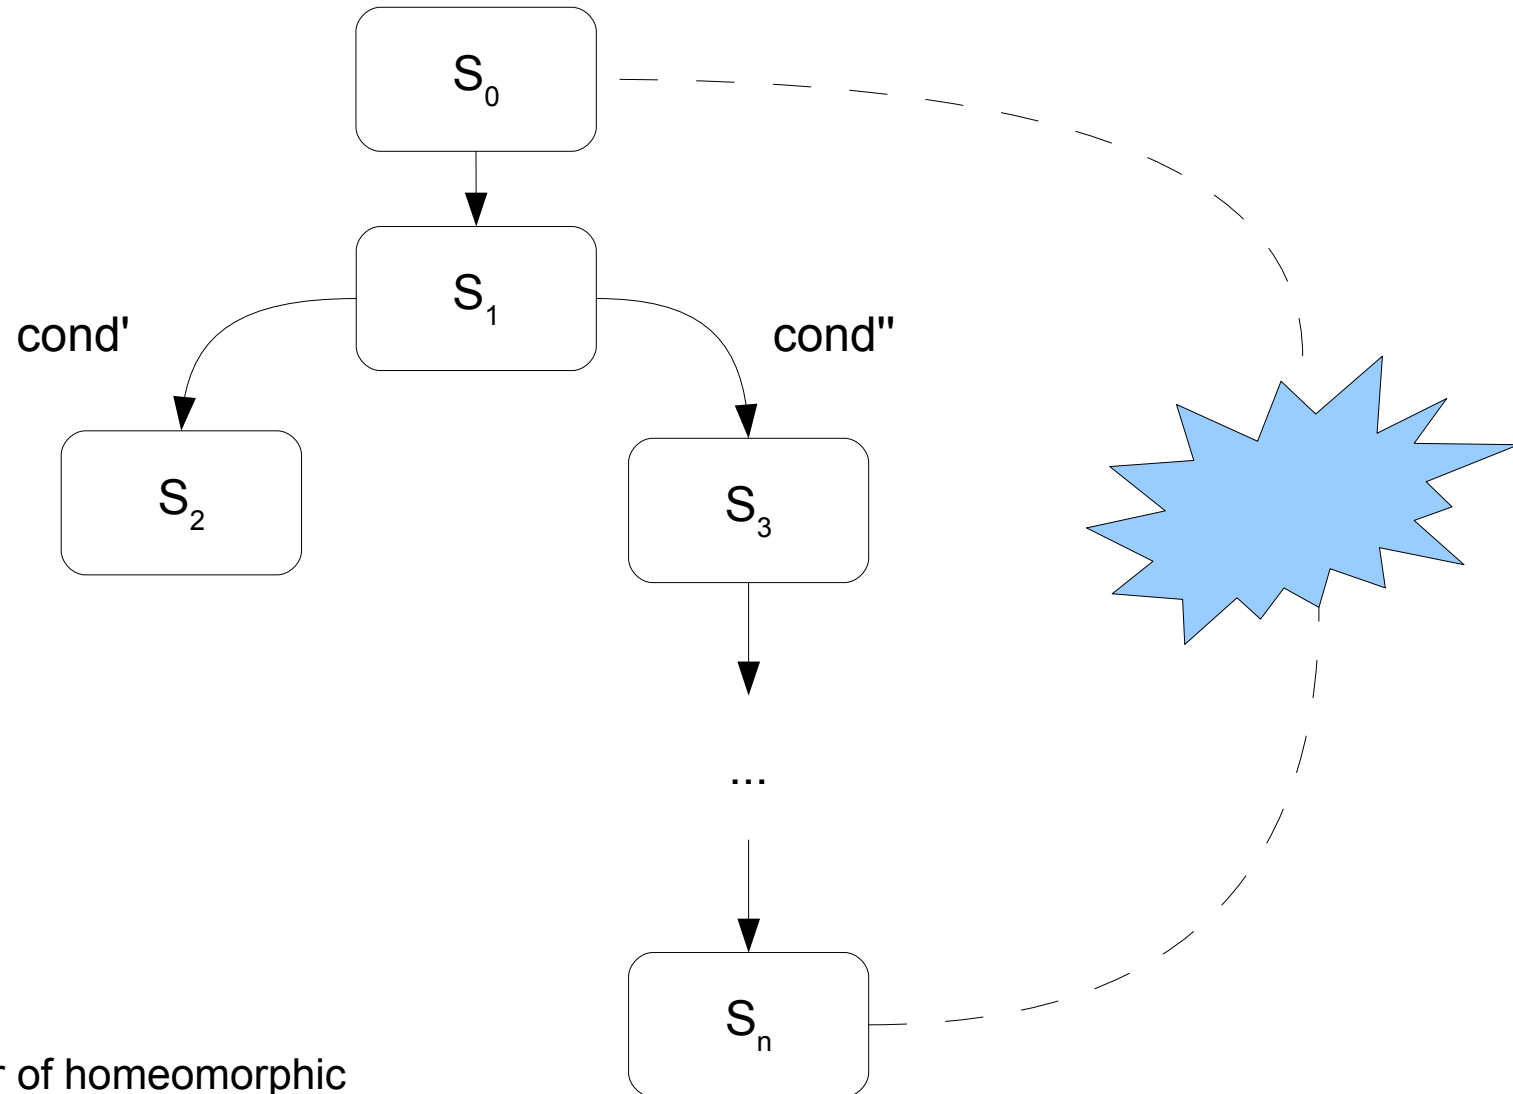 S₀
S₁
cond'
cond"
S₂
S₃
...
Sₙ
of homeomorphic